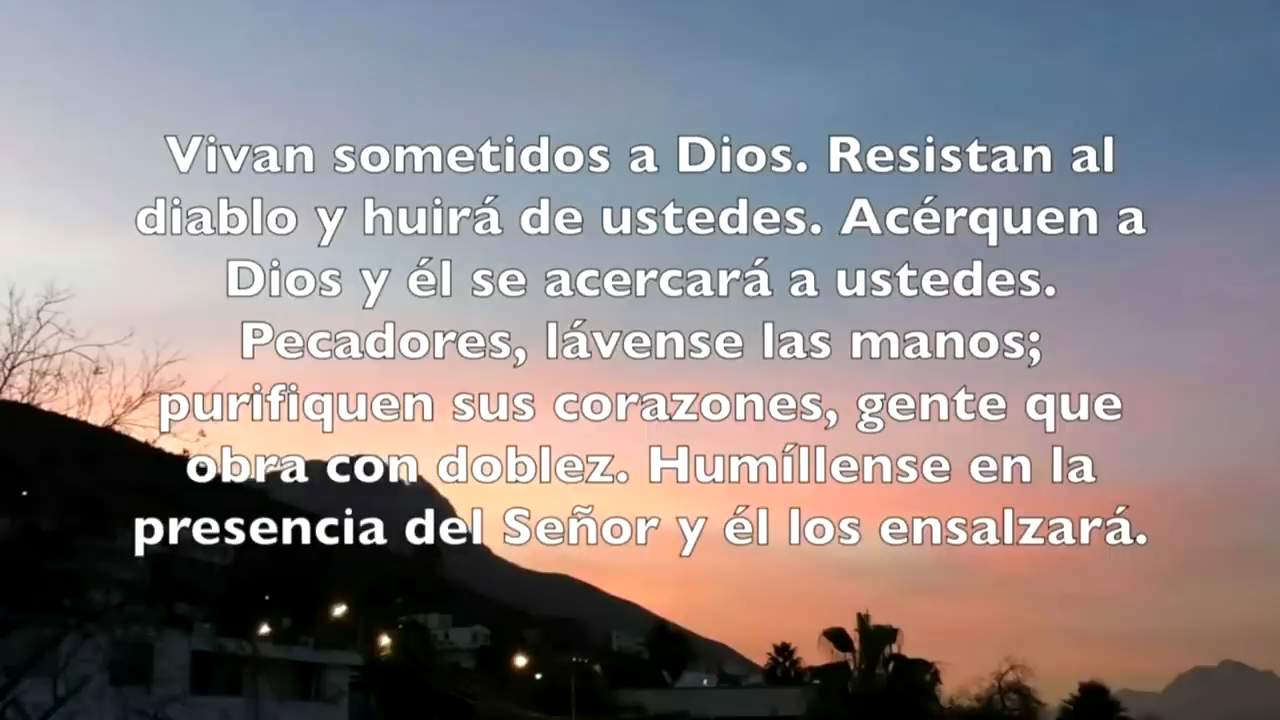 Vivan sometidos a Dios. Resistan al
diablo y huirá de ustedes. Acérquen a
Dios y él se acercará a ustedes.
Pecadores, lávense las manos;
purifiquen sus corazones, gente que
obra con doblez. Humíllense en la
presencia del Señor y él los ensalzará.